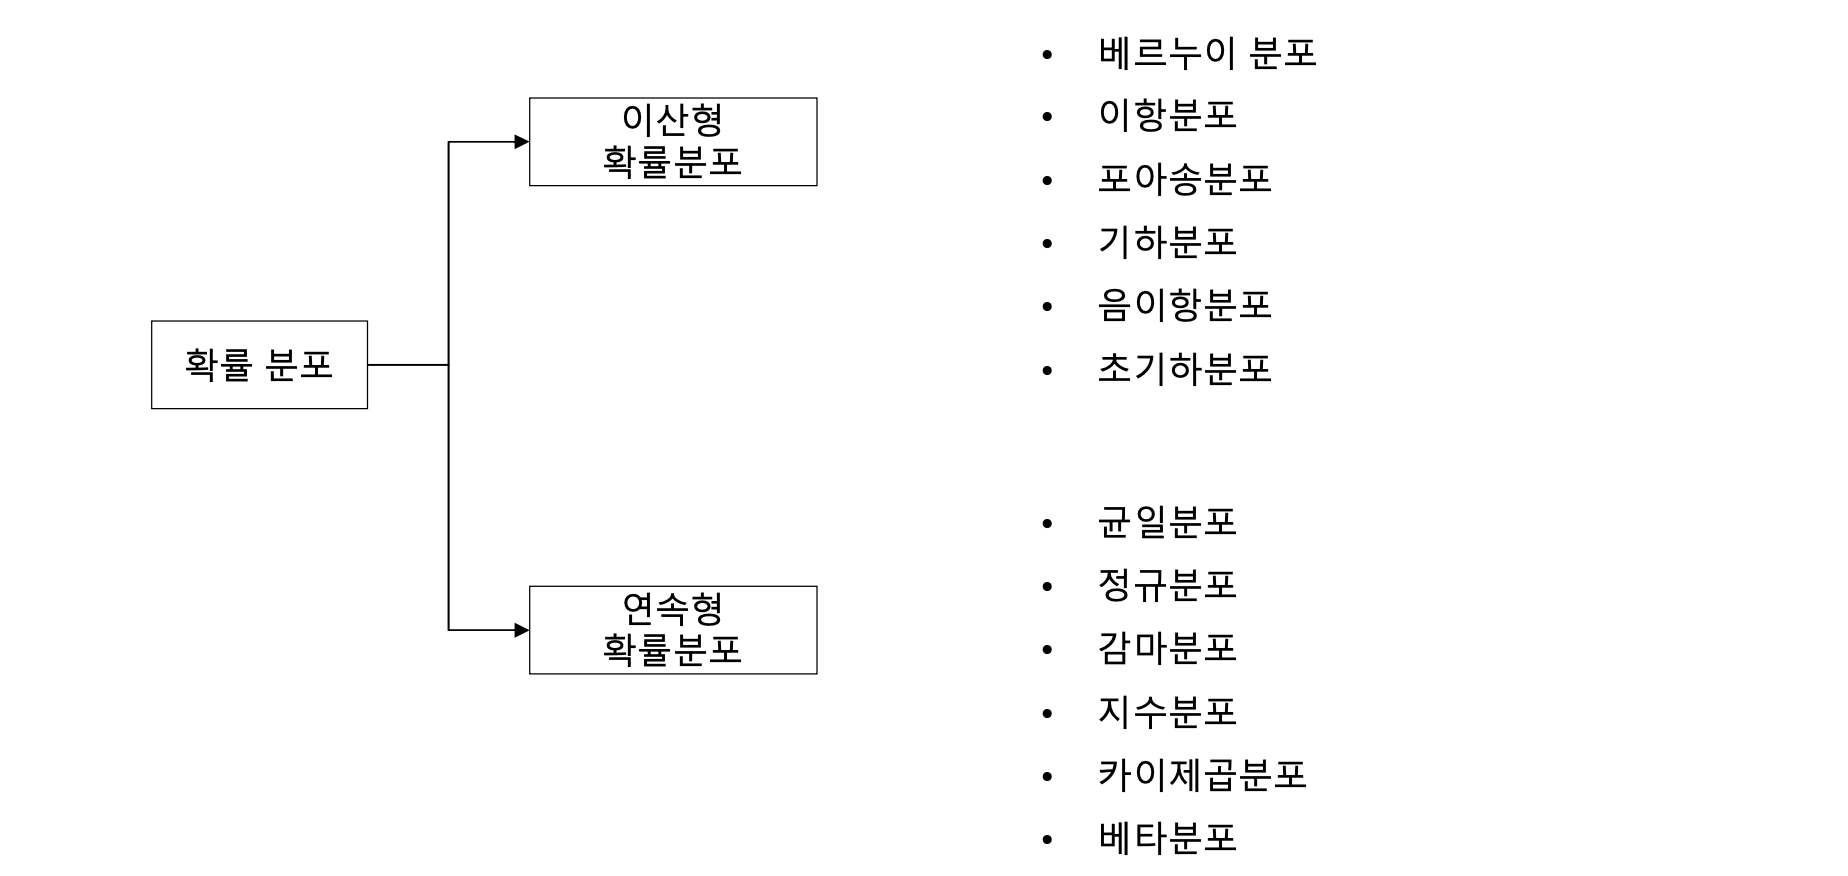 확률 분포
이산형
확률분포
• 베르누이 분포
• 이항분포
• 포아송분포
• 기하분포
• 음이항분포
• 초기하분포
연속형
확률분포
• 균일분포
• 정규분포
• 감마분포
• 지수분포
• 카이제곱분포
• 베타분포